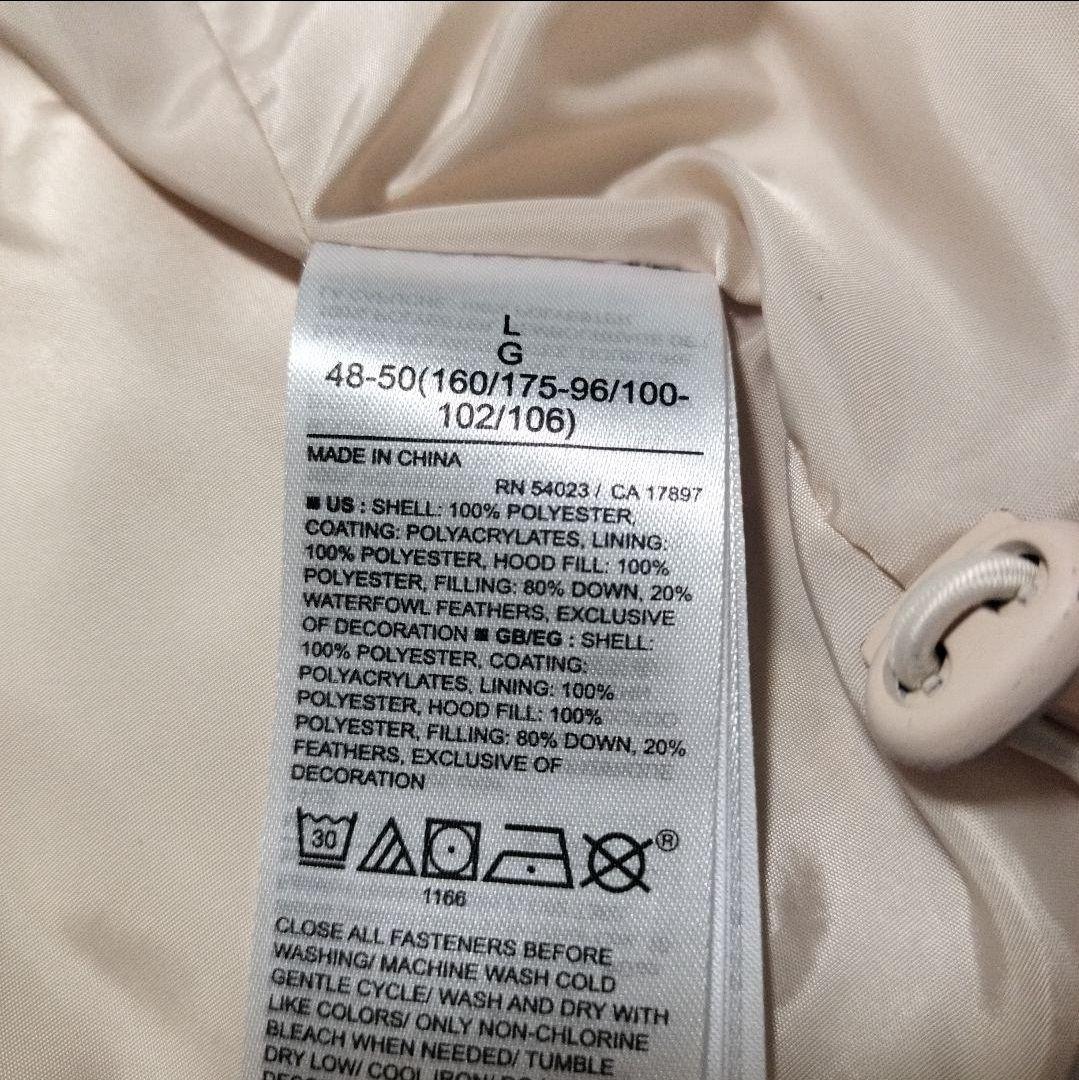 L
G
48-50(160/175-96/100-
102/106)
MADE IN CHINA
RN 54023 / CA 17897
■ US : SHELL: 100% POLYESTER,
COATING: POLYACRYLATES, LINING:
100% POLYESTER, HOOD FILL: 100%
POLYESTER, FILLING: 80% DOWN, 20%
WATERFOWL FEATHERS, EXCLUSIVE
OF DECORATION ■ GB/EG : SHELL:
100% POLYESTER, COATING:
POLYACRYLATES, LINING: 100%
POLYESTER, HOOD FILL: 100%
POLYESTER, FILLING: 80% DOWN, 20%
FEATHERS, EXCLUSIVE OF
DECORATION
30
®
1166
CLOSE ALL FASTENERS BEFORE
WASHING/ MACHINE WASH COLD
GENTLE CYCLE/ WASH AND DRY WITH
LIKE COLORS/ ONLY NON-CHLORINE
BLEACH WHEN NEEDED/ TUMBLE
DRY LOW/ COOL IRON/